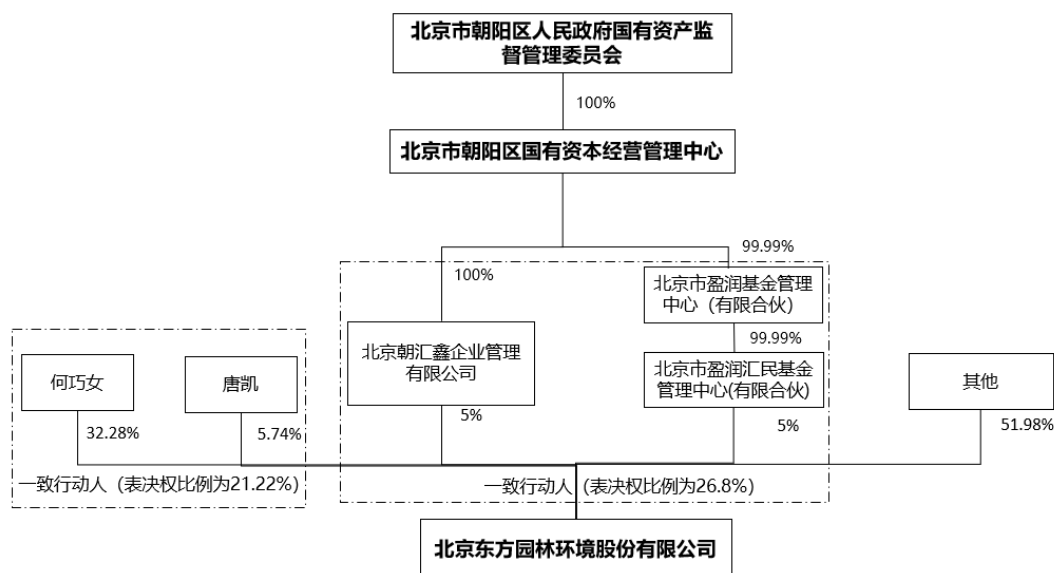 北京市朝阳区人民政府国有资产监
督管理委员会
100%
北京市朝阳区国有资本经营管理中心
99.99%
100%
北京市盈润基金管理
中心（有限合伙）
99.99%
北京朝汇鑫企业管理
有限公司
北京市盈润汇民基金
管理中心(有限合伙)
何巧女
唐凯
其他
32.28%
5.74%
5%
5%
51.98%
一致行动人（表决权比例为21.22%）
一致行动人（表决权比例为26.8%）
北京东方园林环境股份有限公司